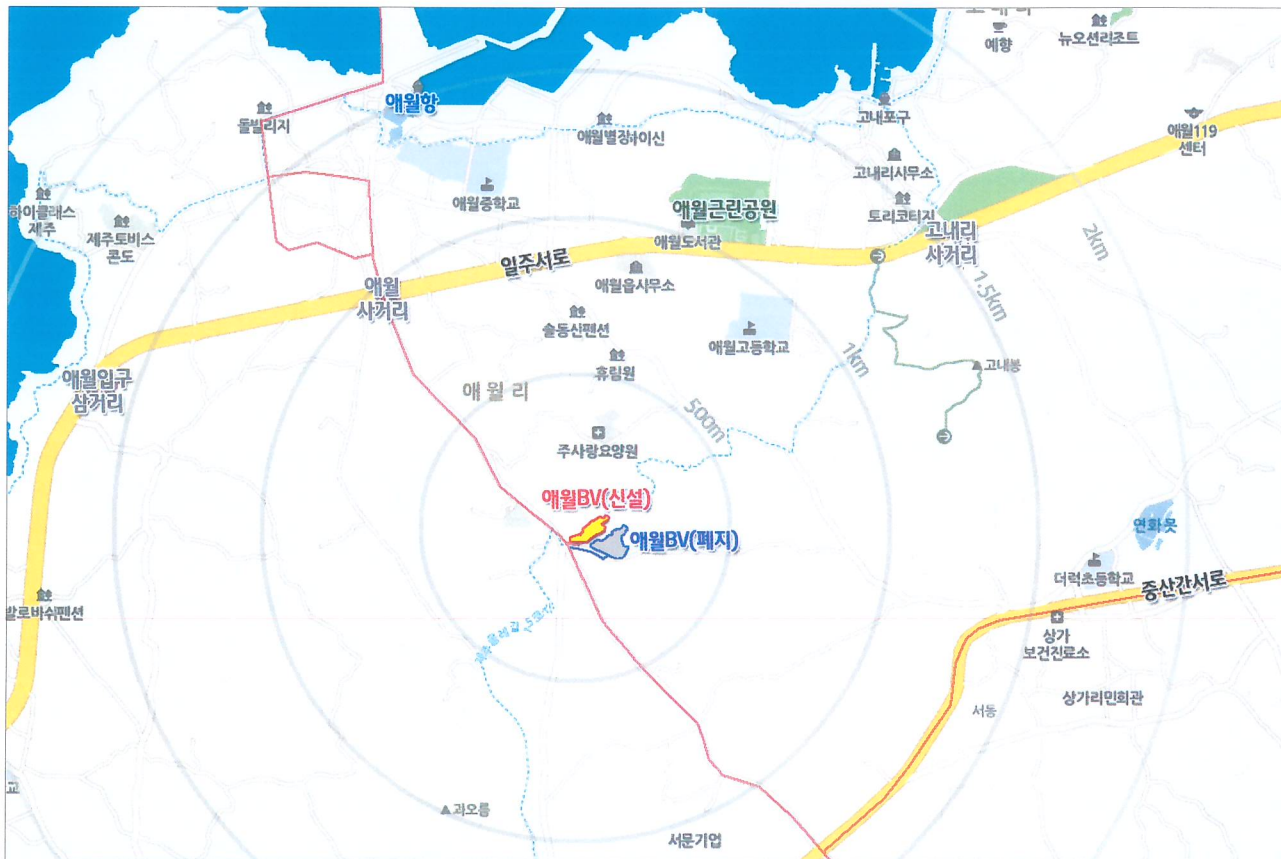 고내리
예향
뉴오션리조트
애월항
돌빌리지
애월별장하이신
고내포구
애월119
센터
고내리사무소
애월중학교
하이클래스
제주
제주토비스
콘도
애월근린공원
토리코티지
애월도서관
고내리
사거리
2km
일주서로
1.5km
애월읍사무소
애월
사거리
솔동산펜션
애월고등학교
1km
휴림원
고내봉
애월입구
삼거리
애월리
500m
주사랑요양원
애월BV(신설)
애월BV(폐지)
연화못
더럭초등학교
중산간서로
발로바쉬펜션
상가
보건진료소
상가리민회관
서동
과오름
서문기업
교